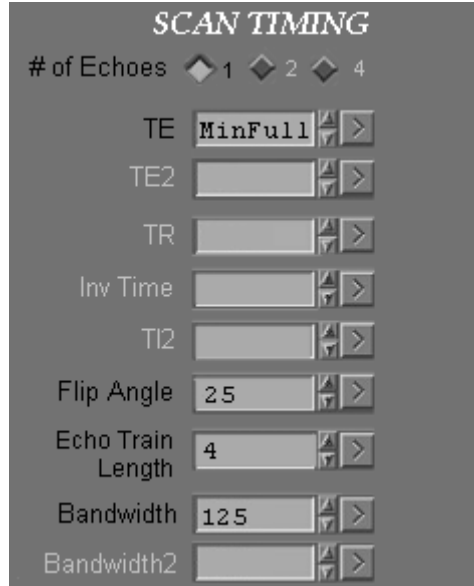 SCAN TIMING
# of Echoes 1 2 4
TE MinFull
TE2
TR
Inv Time
TI2
Flip Angle 25
Echo Train
Length 4
Bandwidth 125
Bandwidth2